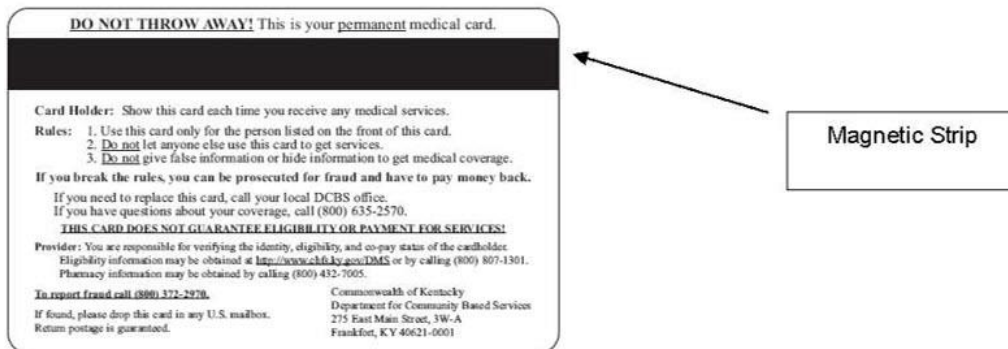 DO NOT THROW AWAY! This is your permanent medical card.
Magnetic Strip
Card Holder: Show this card each time you receive any medical services.
Rules: 1. Use this card only for the person listed on the front of this card.
2. Do not let anyone else use this card to get services.
3. Do not give false information or hide information to get medical coverage.
If you break the rules, you can be prosecuted for fraud and have to pay money back.
If you need to replace this card, call your local DCBS office.
If you have questions about your coverage, call (800) 635-2570.
THIS CARD DOES NOT GUARANTEE ELIGIBILITY OR PAYMENT FOR SERVICES!
Provider: You are responsible for verifying the identity, eligibility, and co-pay status of the cardholder.
Eligibility information may be obtained at http://www.chfs.ky.gov/DMS or by calling (800) 807-1301.
Pharmacy information may be obtained by calling (800) 432-7005.
To report fraud call (800) 372-2970.
If found, please drop this card in any U.S. mailbox.
Return postage is guaranteed.
Commonwealth of Kentucky
Department for Community Based Services
275 East Main Street, 3W-A
Frankfort, KY 40621-0001